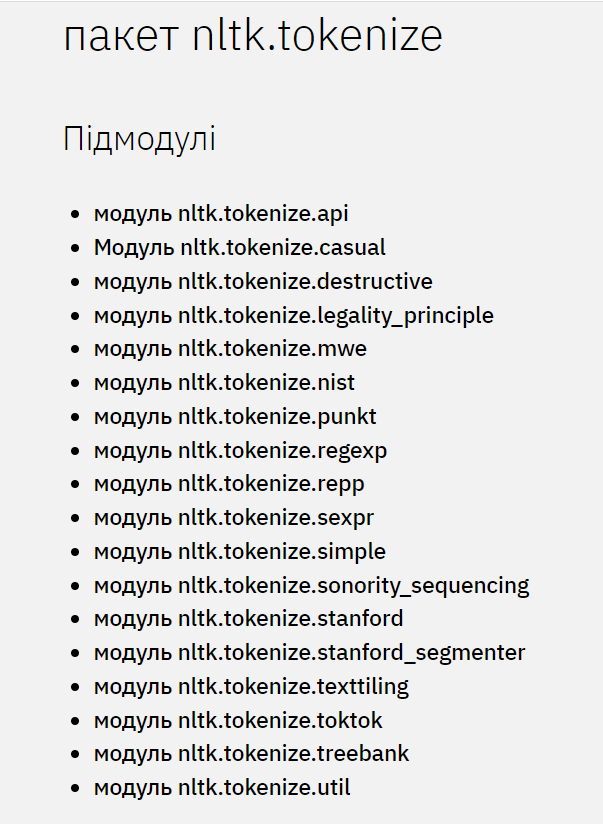 пакет nltk.tokenize
Підмодулі
модуль nltk.tokenize.api
Модуль nltk.tokenize.casual
модуль nltk.tokenize.destructive
модуль nltk.tokenize.legality_principle
модуль nltk.tokenize.mwe
модуль nltk.tokenize.nist
модуль nltk.tokenize.punkt
модуль nltk.tokenize.regexp
модуль nltk.tokenize.repp
модуль nltk.tokenize.sexpr
модуль nltk.tokenize.simple
модуль nltk.tokenize.sonority_sequencing
модуль nltk.tokenize.stanford
модуль nltk.tokenize.stanford_segmenter
модуль nltk.tokenize.texttiling
модуль nltk.tokenize.toktok
модуль nltk.tokenize.treebank
модуль nltk.tokenize.util